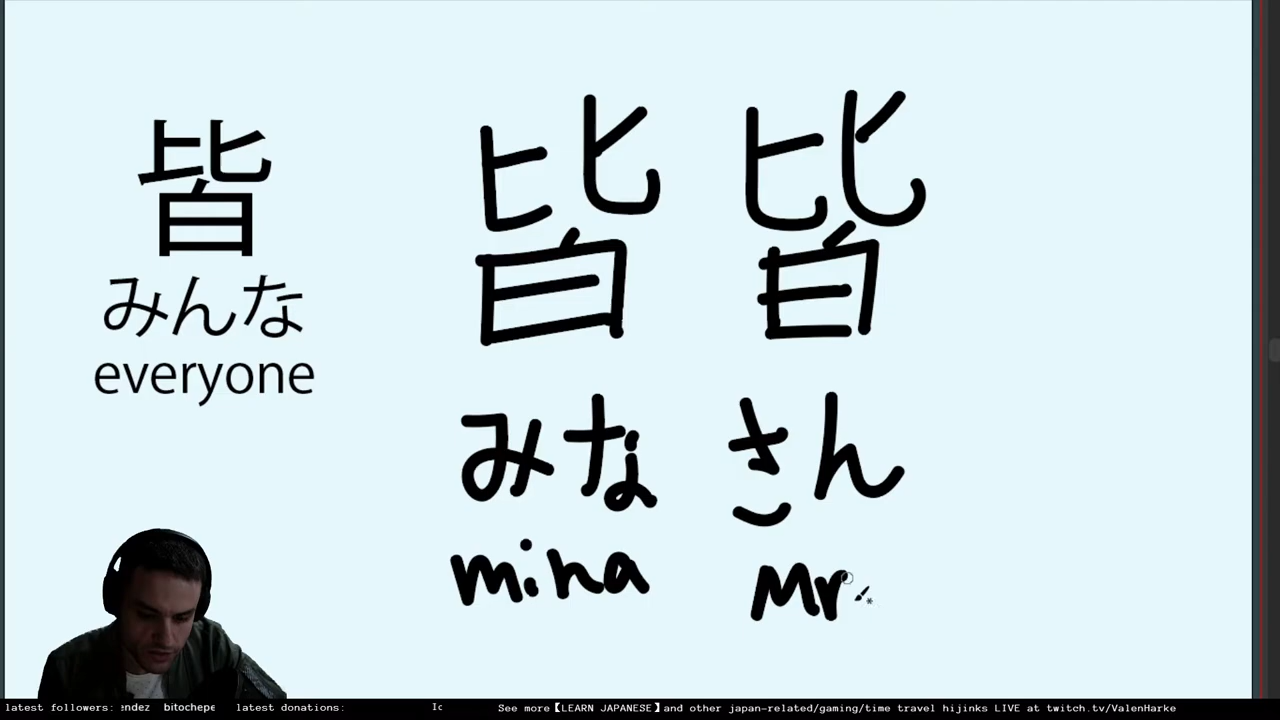 皆 皆 皆
みんな
everyone
みな さん
mina Mr
latest followers: endez bitochepe latest donations: Ic See more【LEARN JAPANESE】and other japan-related/gaming/time travel hijinks LIVE at twitch.tv/ValenHarke